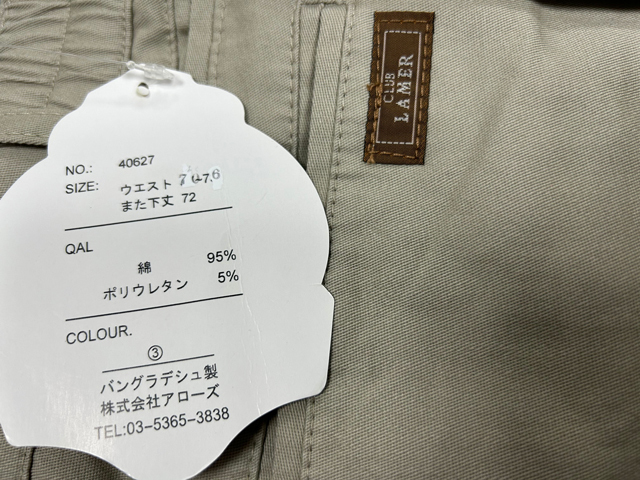 NO.: 40627
SIZE: ウエスト
また下丈 72
QAL
綿 95%
ポリウレタン 5%
COLOUR.
③
バングラデシュ製
株式会社アローズ
TEL:03-5365-3838
CLUB
LAMER